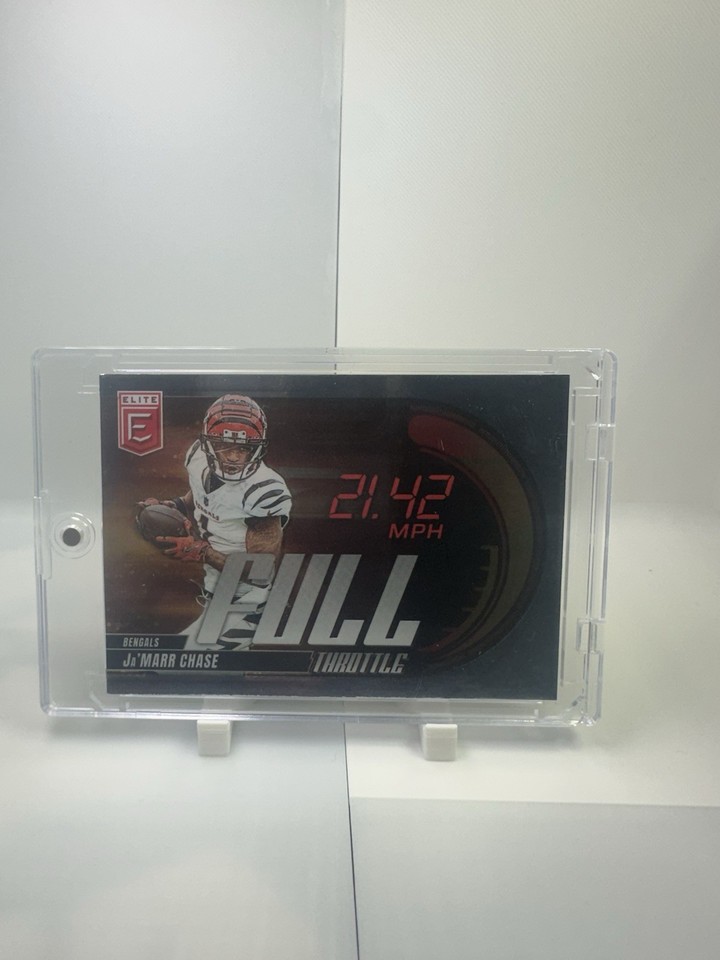 ELITE
E
21.42
MPH
FULL
THROTTLE
BENGALS
Ja'MARR CHASE